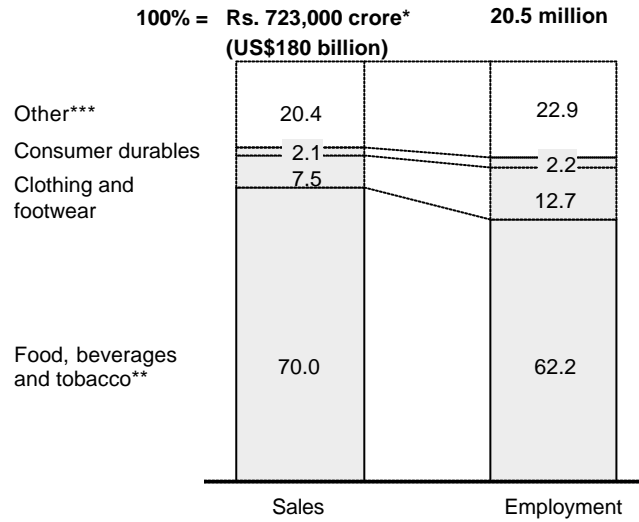 100% = Rs. 723,000 crore* 20.5 million
(US$180 billion)
Other*** 20.4 22.9
Consumer durables 2.1 2.2
Clothing and 7.5
footwear 12.7
Food, beverages
and tobacco** 70.0 62.2
Sales Employment